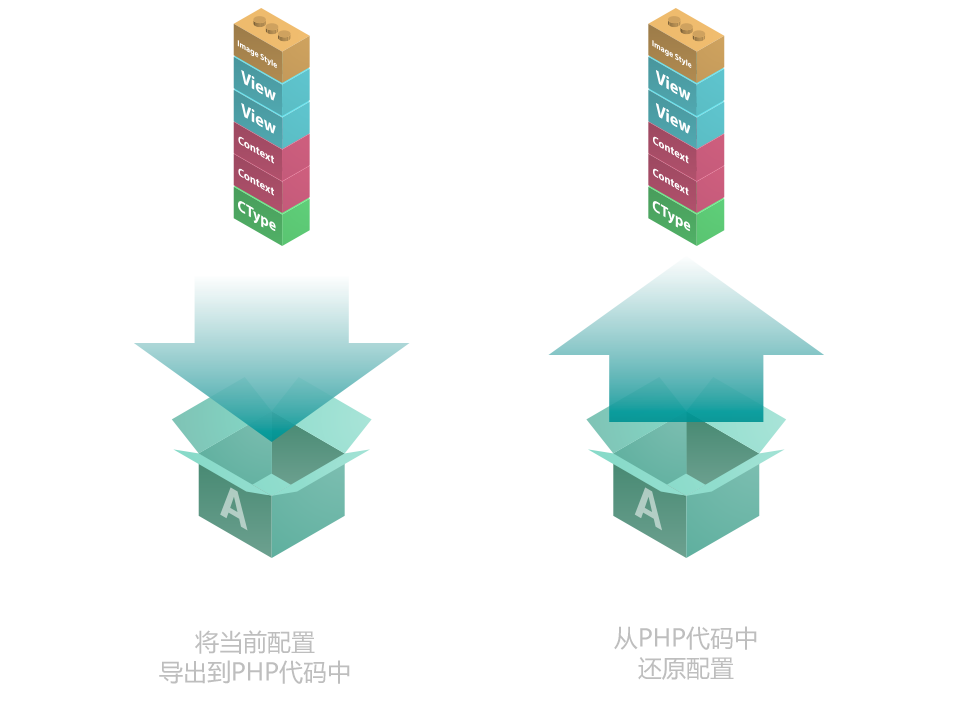 Image Style
View
View
Context
Context
CType
A
将当前配置
导出到PHP代码中
Image Style
View
View
Context
Context
CType
A
从PHP代码中
还原配置